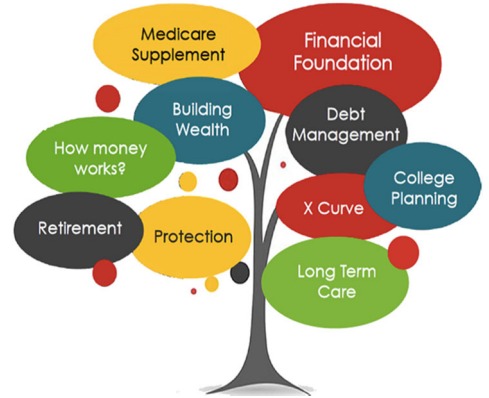 Medicare
Supplement
Financial
Foundation
Building
Wealth
Debt
Management
How money
works?
College
Planning
Retirement
Protection
X Curve
Long Term
Care